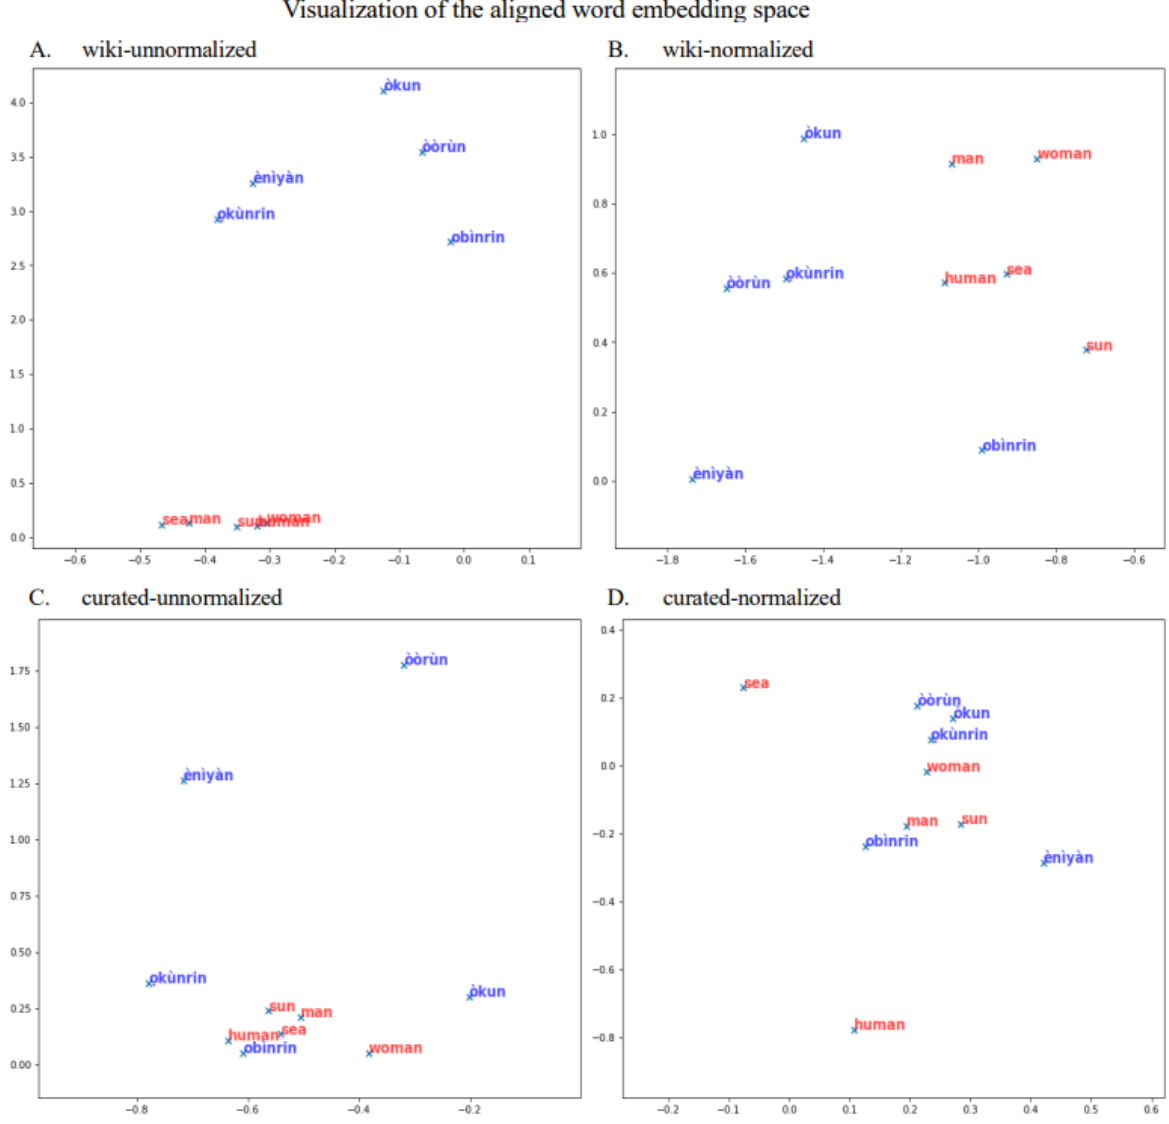 Visualization of the aligned word embedding space
A. wiki-unnormalized
4.0
3.5
3.0
2.5
2.0
1.5
1.0
0.5
0.0
−0.6 −0.5 −0.4 −0.3 −0.2 −0.1 0.0 0.1
òkun
òòrùn
ènìyàn
okùnrin
obìnrin
sea man sun human woman
B. wiki-normalized
1.0
0.8
0.6
0.4
0.2
0.0
−1.8 −1.6 −1.4 −1.2 −1.0 −0.8 −0.6
òkun
man woman
òòrùn okùnrin
human sea
sun
obìnrin
ènìyàn
C. curated-unnormalized
1.75
1.50
1.25
1.00
0.75
0.50
0.25
0.00
−0.8 −0.6 −0.4 −0.2
òòrùn
ènìyàn
okùnrin
òkun
sun man
human sea
obìnrin woman
D. curated-normalized
0.4
0.2
0.0
−0.2
−0.4
−0.6
−0.8
−0.2 −0.1 0.0 0.1 0.2 0.3 0.4 0.5 0.6
sea
òòrùn
òkun
okùnrin
woman
man sun
obìnrin
ènìyàn
human